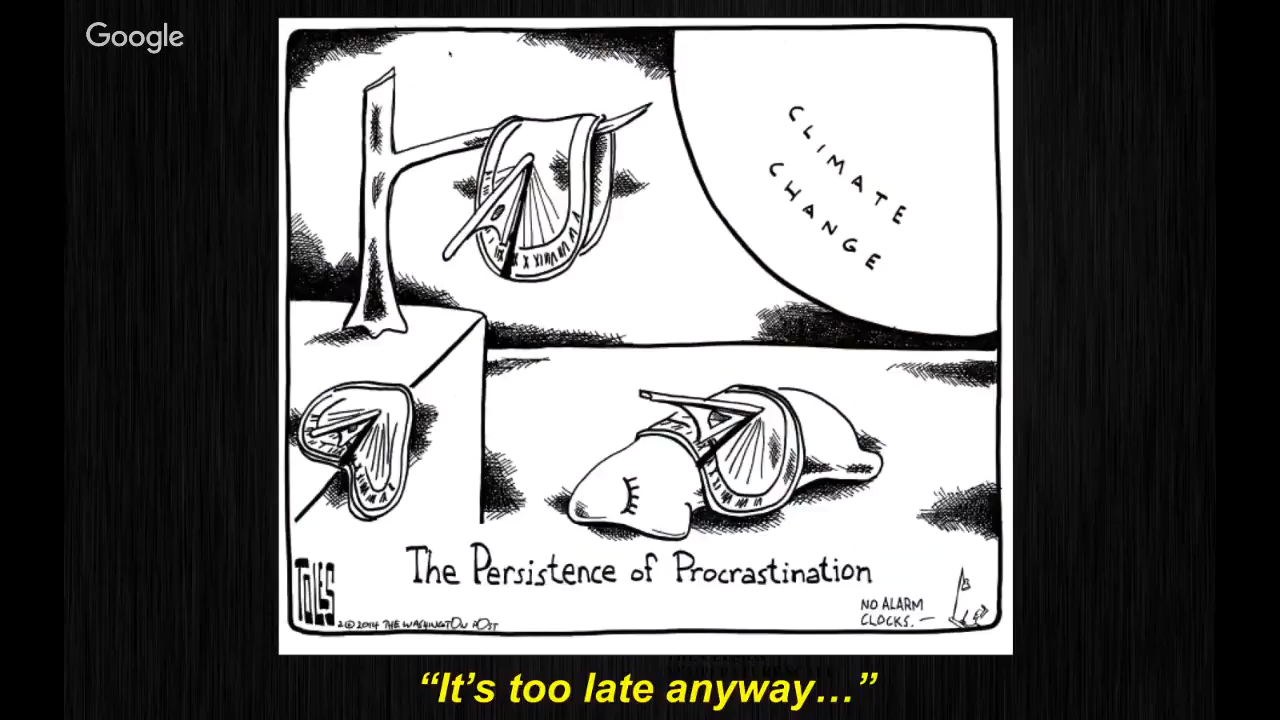 Google
CLIMATE
CHANGE
The Persistence of Procrastination
TOLES
©2014 THE WASHINGTON POST
NO ALARM
CLOCKS. —
“It’s too late anyway…”